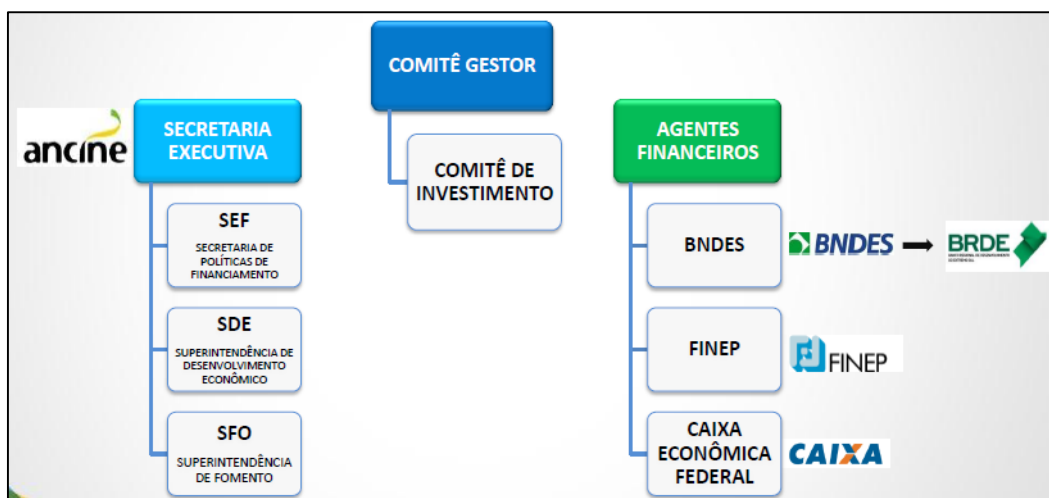 COMITÊ GESTOR
COMITÊ DE
INVESTIMENTO
ancine
SECRETARIA
EXECUTIVA
SEF
SECRETARIA DE
POLÍTICAS DE
FINANCIAMENTO
SDE
SUPERINTENDÊNCIA DE
DESENVOLVIMENTO
ECONÔMICO
SFO
SUPERINTENDÊNCIA
DE FOMENTO
AGENTES
FINANCEIROS
BNDES
BNDES
BRDE
FINEP
FINEP
CAIXA
ECONÔMICA
FEDERAL
CAIXA